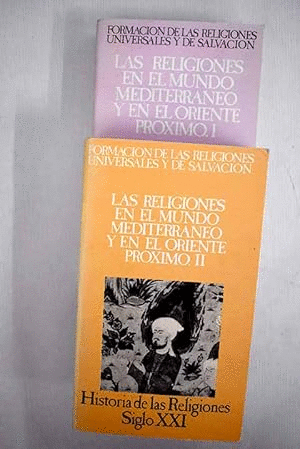 FORMACION DE LAS RELIGIONES
UNIVERSALES Y DE SALVACION
LAS RELIGIONES
EN EL MUNDO
MEDITERRANEO
Y EN EL ORIENTE
PROXIMO. I
FORMACION DE LAS RELIGIONES
UNIVERSALES Y DE SALVACION
LAS RELIGIONES
EN EL MUNDO
MEDITERRANEO
Y EN EL ORIENTE
PROXIMO. II
Historia de las Religiones
Siglo XXI